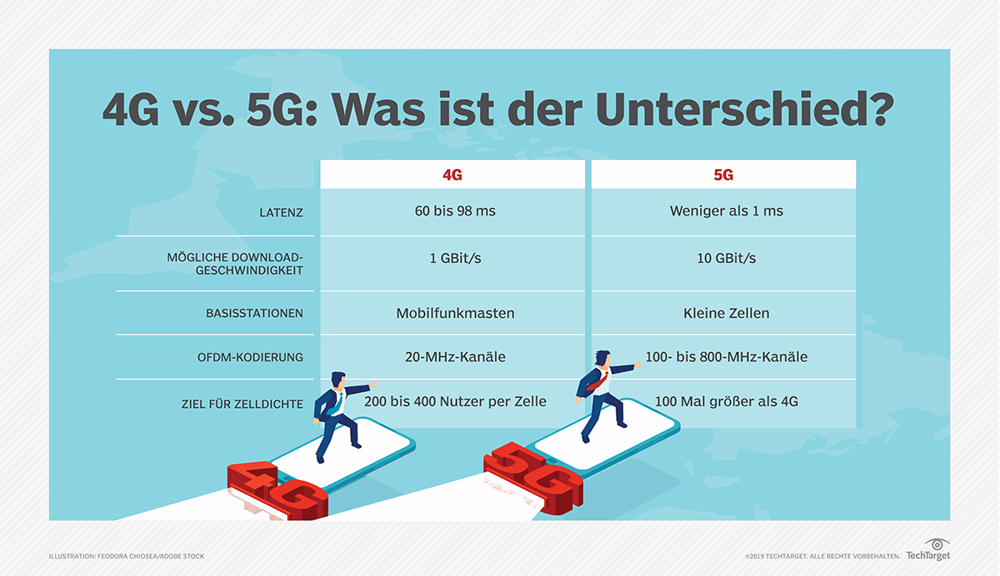 4G vs. 5G: Was ist der Unterschied?
4G 5G
LATENZ 60 bis 98 ms Weniger als 1 ms
MÖGLICHE DOWNLOAD-
GESCHWINDIGKEIT 1 GBit/s 10 GBit/s
BASISSTATIONEN Mobilfunkmasten Kleine Zellen
OFDM-KODIERUNG 20-MHz-Kanäle 100- bis 800-MHz-Kanäle
ZIEL FÜR ZELLDICHTE 200 bis 400 Nutzer per Zelle 100 Mal größer als 4G
4G 5G
ILLUSTRATION: FEODORA CHIOSEA/ADOBE STOCK
©2019 TECHTARGET. ALLE RECHTE VORBEHALTEN. TechTarget